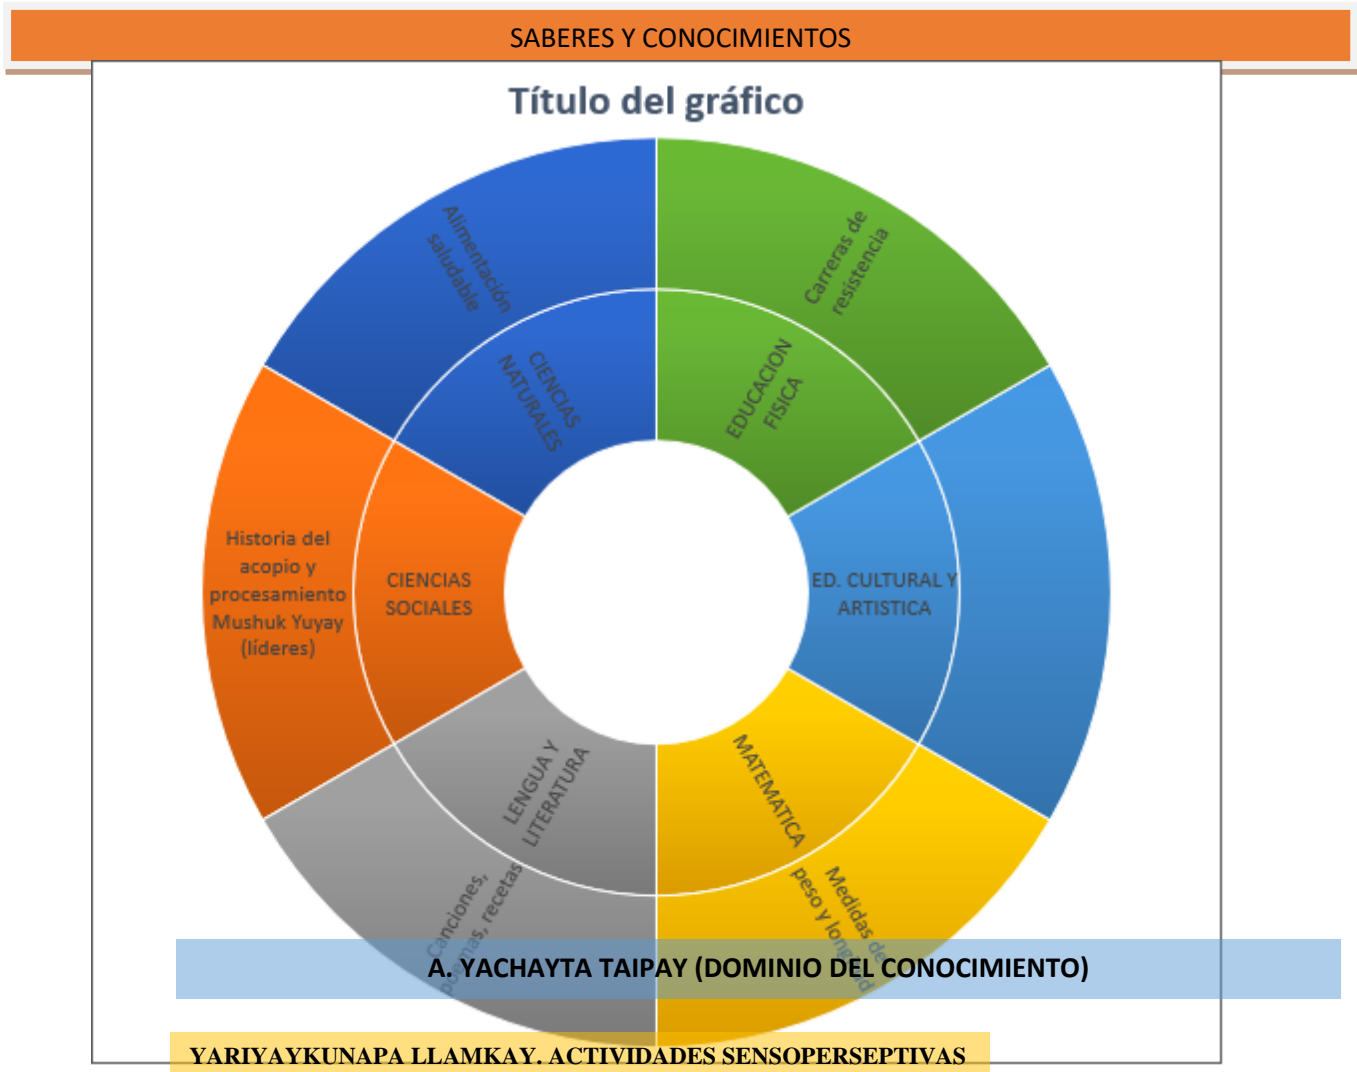 SABERES Y CONOCIMIENTOS
Título del gráfico
Alimentación
saludable
Carreras de
resistencia
CIENCIAS
NATURALES
EDUCACION
FISICA
Historia del
acopio y
procesamiento
Mushuk Yuyay
(líderes)
CIENCIAS
SOCIALES
ED. CULTURAL Y
ARTISTICA
LENGUA Y
LITERATURA
MATEMATICA
Canciones,
poemas, recetas
Medidas de
peso y longitud
A. YACHAYTA TAIPAY (DOMINIO DEL CONOCIMIENTO)
YARIYAYKUNAPA LLAMKAY. ACTIVIDADES SENSOPERSEPTIVAS